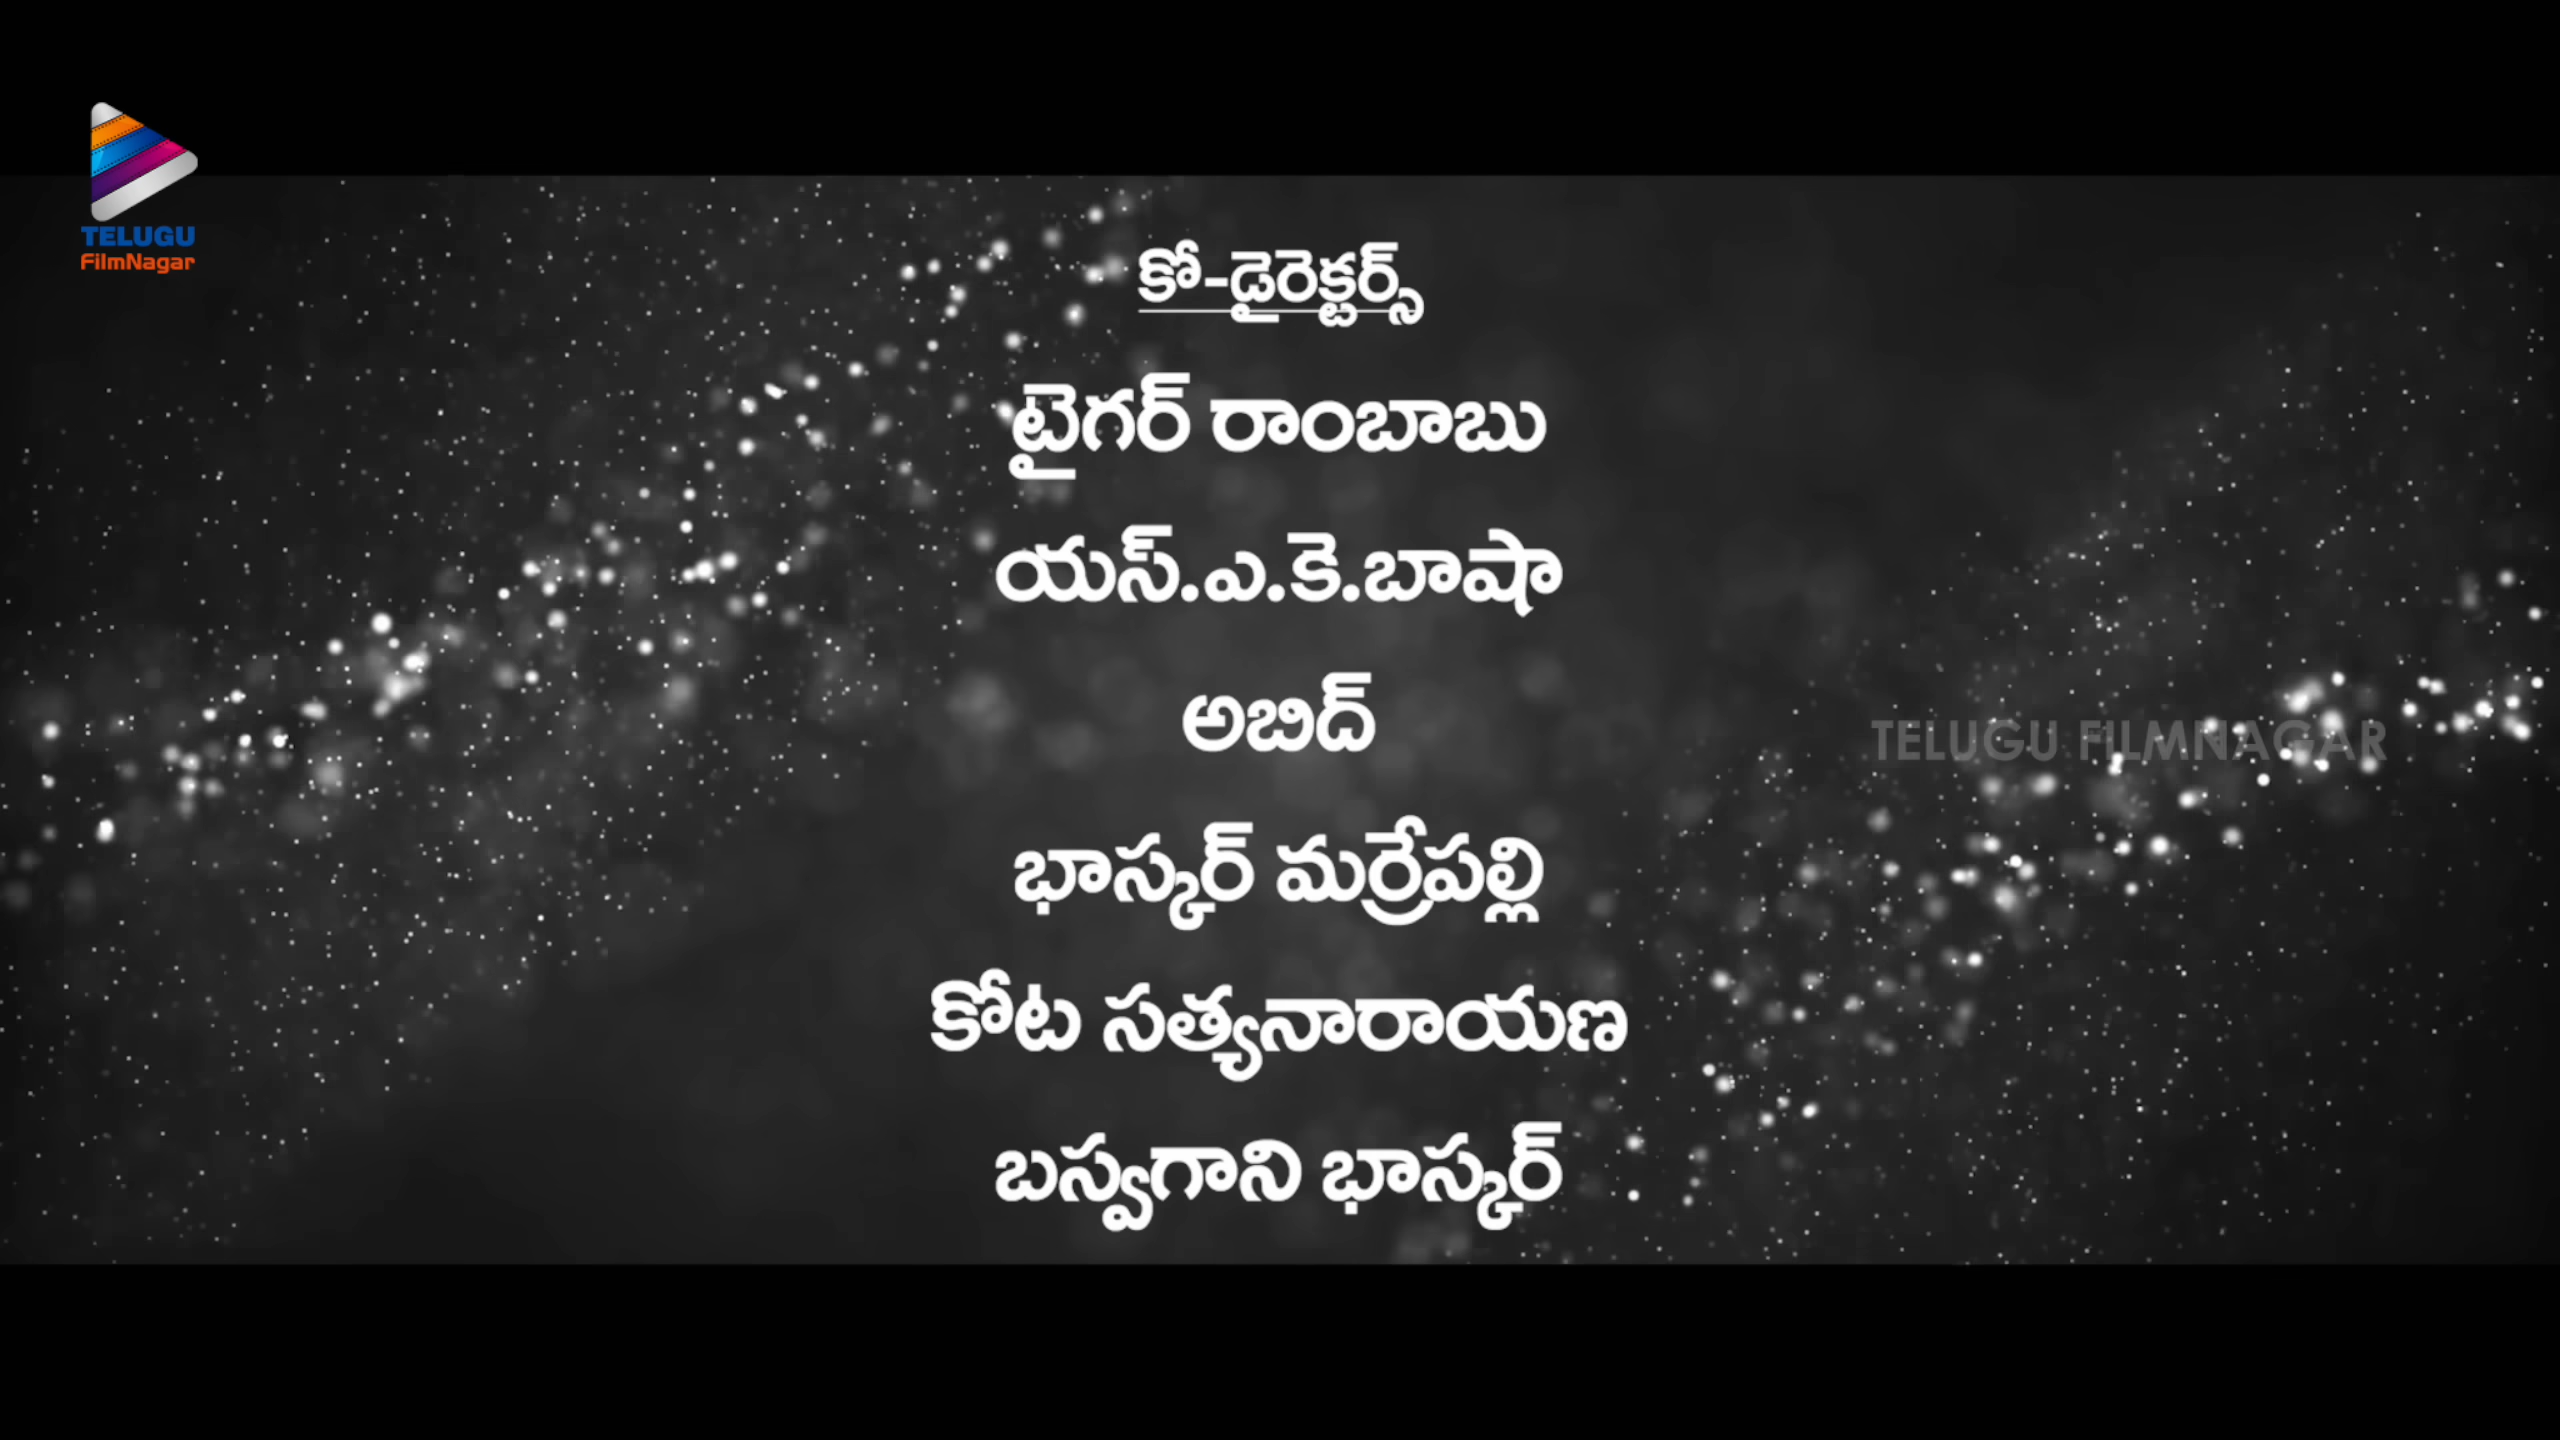 TELUGU
FilmNagar
కో-డైరెక్టర్స్
టైగర్ రాంబాబు
యస్.ఎ.కె.బాషా
అబిద్
భాస్కర్ మర్రేపల్లి
TELUGU FILMNAGAR
కోట సత్యనారాయణ
బస్వగాని భాస్కర్